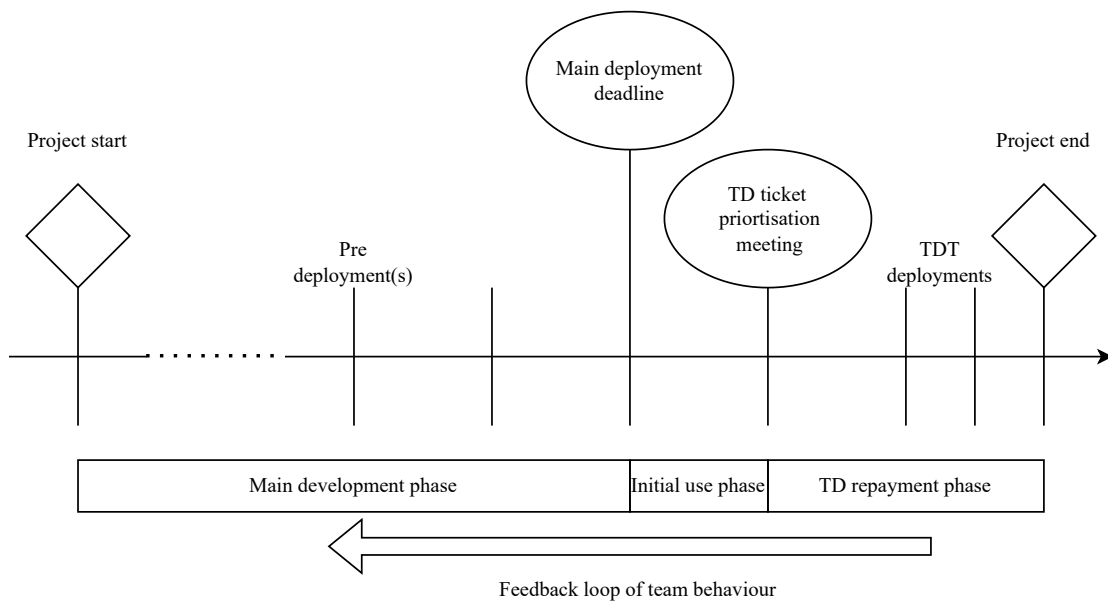 Main deployment
deadline
Project start
Project end
TD ticket
priortisation
meeting
Pre
deployment(s)
TDT
deployments
Main development phase
Initial use phase
TD repayment phase
Feedback loop of team behaviour